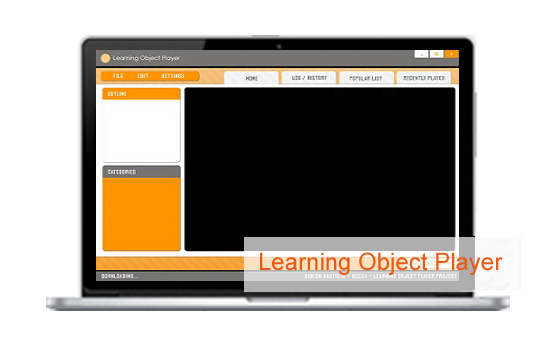 Learning Object Player
FILE EDIT SETTINGS
HOME
LOG / HISTORY
POPULAR LIST
RECENTLY PLAYED
OUTLINE
CATEGORIES
Learning Object Player
DOWNLOADING...
LEARNING OBJECT PLAYER PROJECT